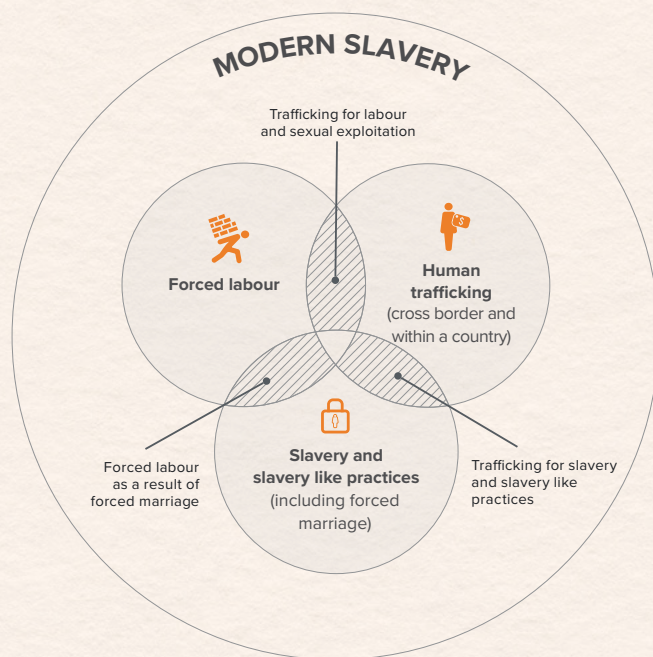 MODERN SLAVERY
Trafficking for labour
and sexual exploitation
Forced labour
Human
trafficking
(cross border and
within a country)
$
Slavery and
slavery like practices
(including forced
marriage)
Forced labour
as a result of
forced marriage
Trafficking for slavery
and slavery like
practices